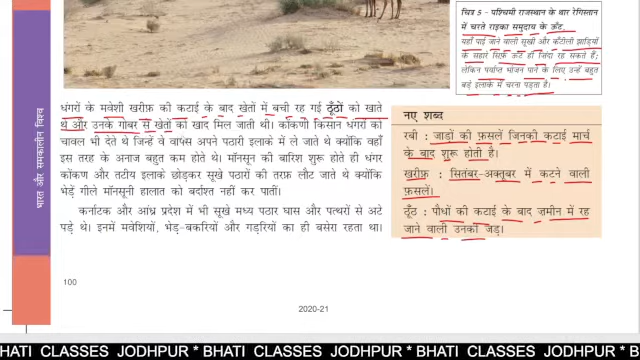 चित्र 5 - पश्चिमी राजस्थान के थार रेगिस्तान
में चरते राइका समुदाय के ऊँट
यहाँ पाई जाने वाली सूखी और कँटीली झाड़ियों
के सहारे सिर्फ़ ऊँट ही ज़िंदा रह सकते हैं;
लेकिन पर्याप्त भोजन पाने के लिए उन्हें बहुत
बड़े इलाके में चरना पड़ता है।
धंगरों के मवेशी खरीफ़ की कटाई के बाद खेतों में बची रह गई ठूँठों को खाते
थे और उनके गोबर से खेतों को खाद मिल जाती थी। कोंकणी किसान धंगरों को
चावल भी देते थे जिन्हें वे वापस अपने पठारी इलाके में ले जाते थे क्योंकि वहाँ
इस तरह के अनाज बहुत कम होते थे। मॉनसून की बारिश शुरू होते ही धंगर
कोंकण और तटीय इलाके छोड़कर सूखे पठारों की तरफ़ लौट जाते थे क्योंकि
भेड़ें गीले मॉनसूनी हालात को बर्दाश्त नहीं कर पातीं।
कर्नाटक और आंध्र प्रदेश में भी सूखे मध्य पठार घास और पत्थरों से अटे
पड़े थे। इनमें मवेशियों, भेड़-बकरियों और गड़रियों का ही बसेरा रहता था।
नए शब्द
रबी : जाड़ों की फ़सलें जिनकी कटाई मार्च
के बाद शुरू होती है।
खरीफ़ : सितंबर-अक्तूबर में कटने वाली
फ़सलें।
ठूँठ : पौधों की कटाई के बाद ज़मीन में रह
जाने वाली उनकी जड़।
भारत और समकालीन विश्व
100
2020-21
BHATI CLASSES JODHPUR * BHATI CLASSES JODHPUR * BHATI CLASSES JODHPUR * B